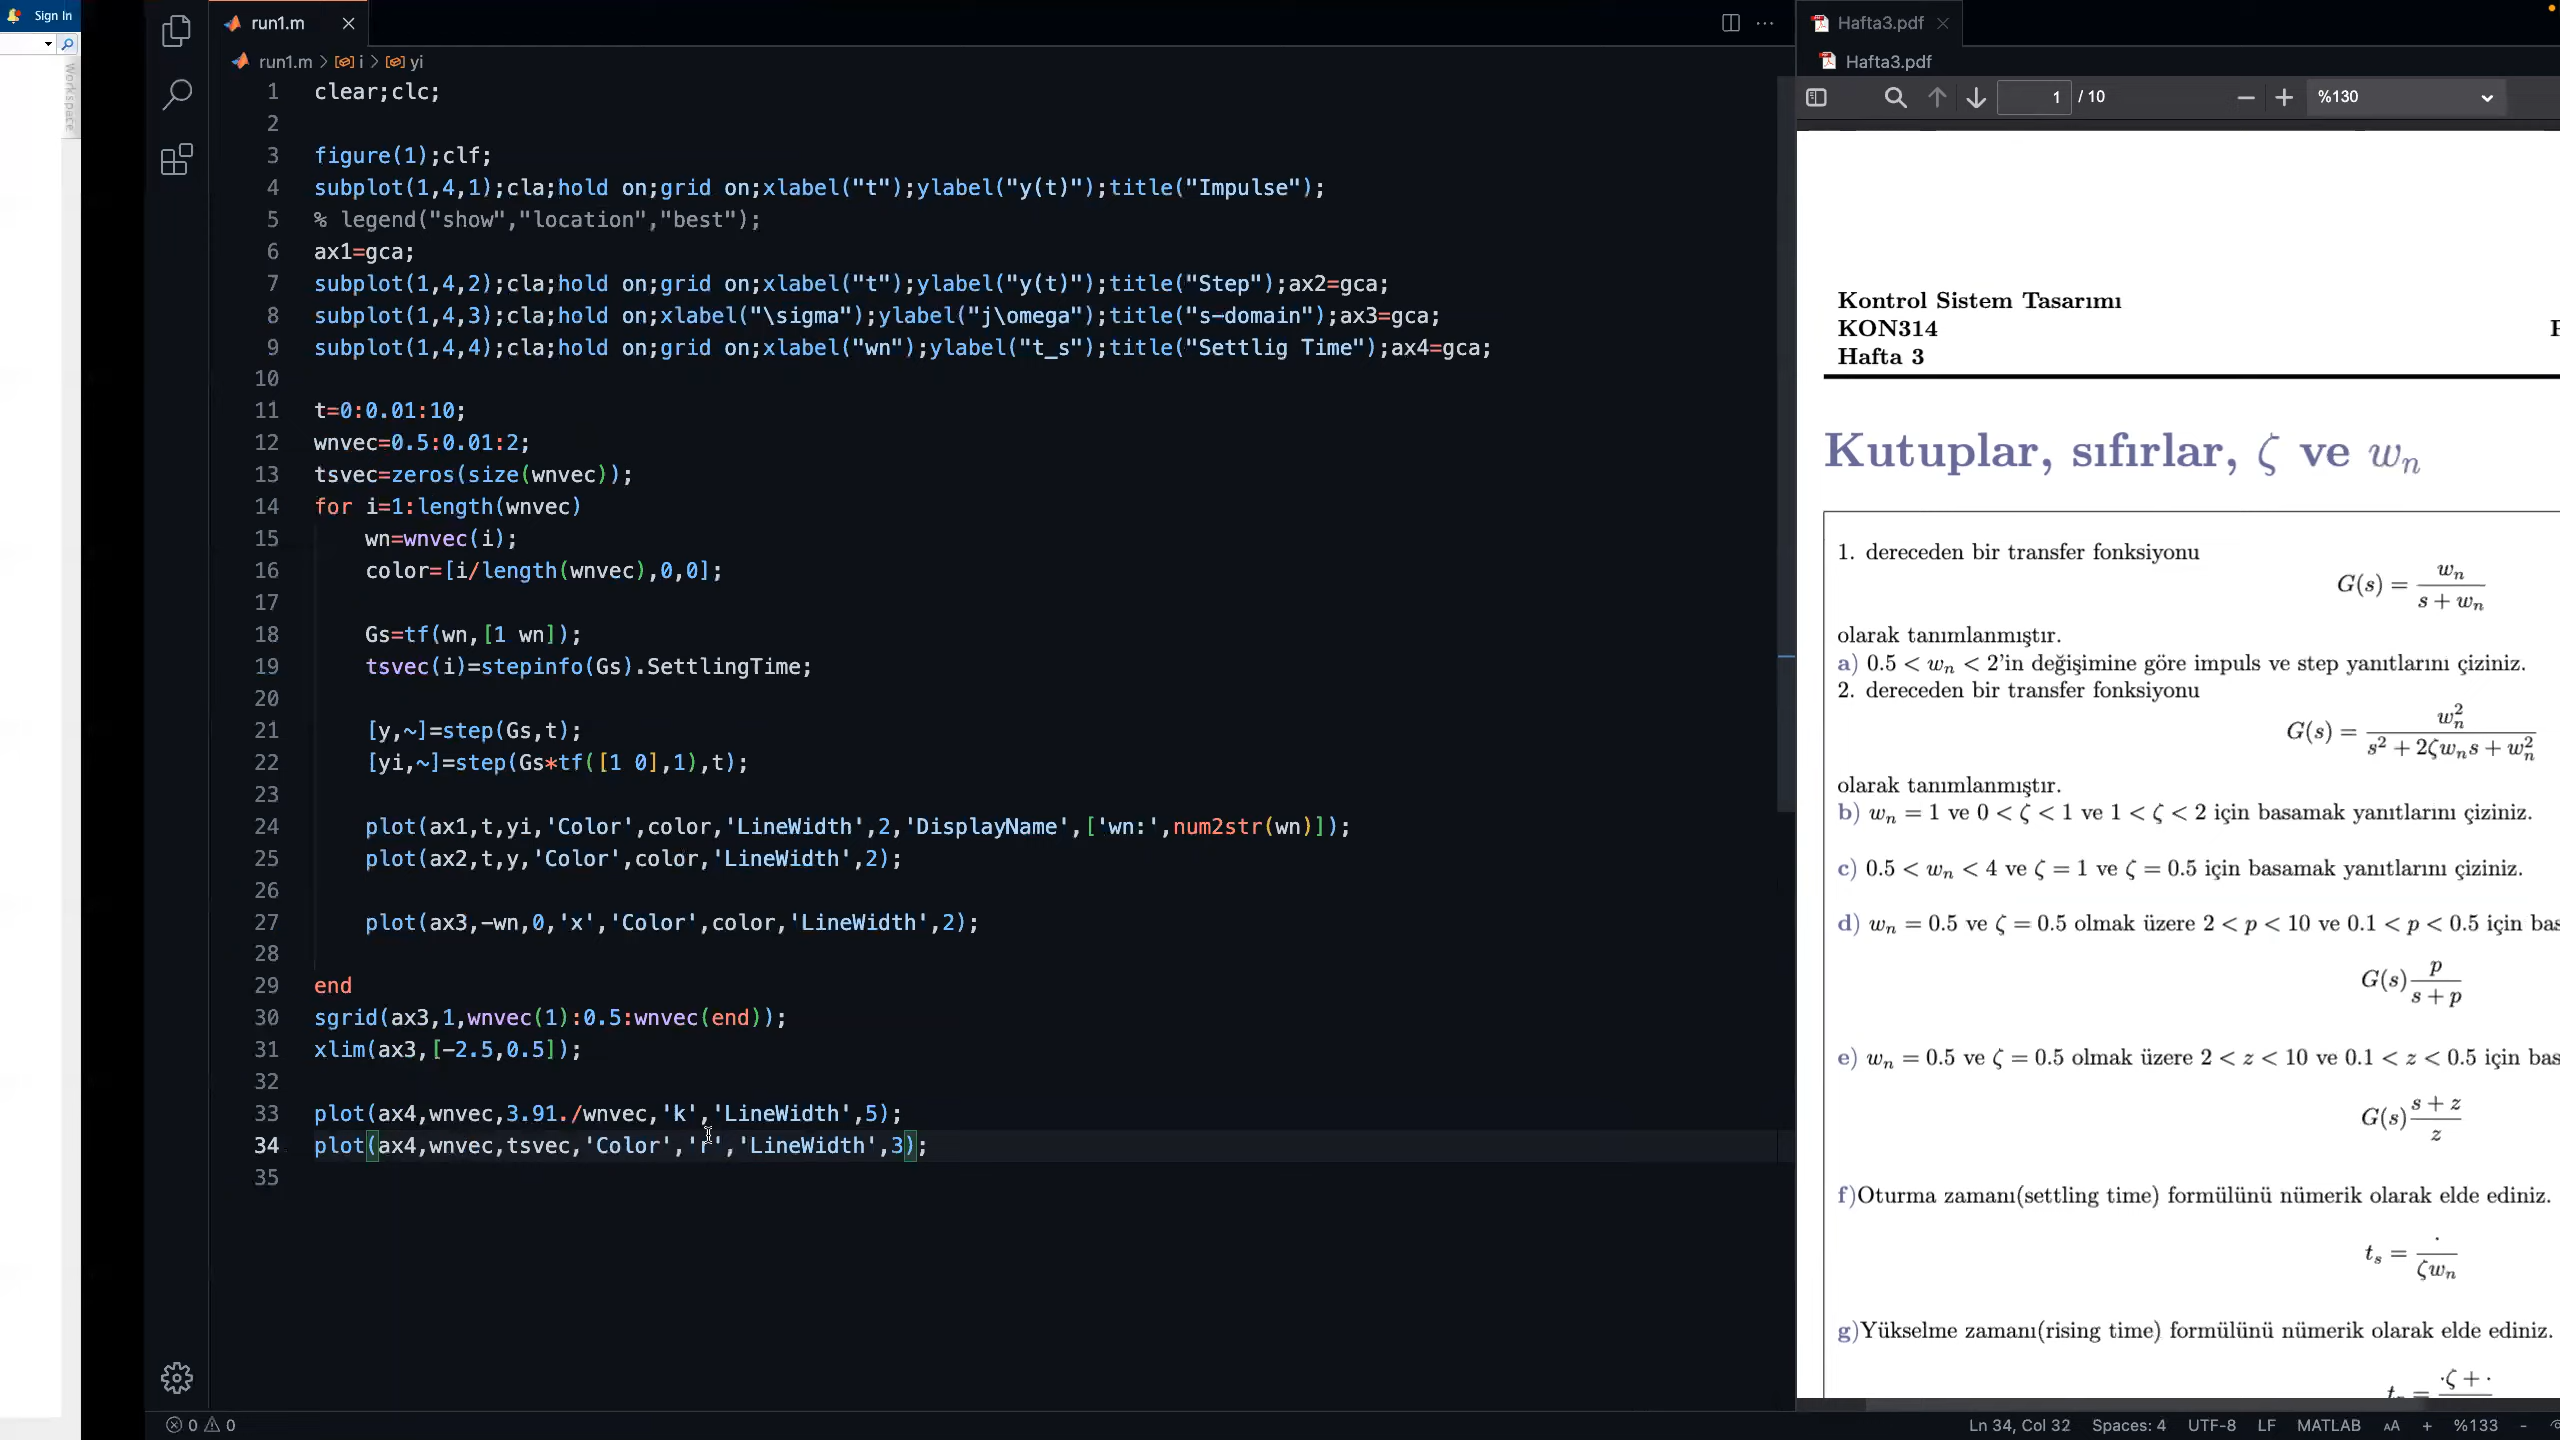 Sign In
Workspace
run1.m
run1.m > i > yi
1 clear;clc;
2
3 figure(1);clf;
4 subplot(1,4,1);cla;hold on;grid on;xlabel("t");ylabel("y(t)");title("Impulse");
5 % legend("show","location","best");
6 ax1=gca;
7 subplot(1,4,2);cla;hold on;grid on;xlabel("t");ylabel("y(t)");title("Step");ax2=gca;
8 subplot(1,4,3);cla;hold on;xlabel("\sigma");ylabel("j\omega");title("s-domain");ax3=gca;
9 subplot(1,4,4);cla;hold on;grid on;xlabel("wn");ylabel("t_s");title("Settlig Time");ax4=gca;
10
11 t=0:0.01:10;
12 wnvec=0.5:0.01:2;
13 tsvec=zeros(size(wnvec));
14 for i=1:length(wnvec)
15 wn=wnvec(i);
16 color=[i/length(wnvec),0,0];
17
18 Gs=tf(wn,[1 wn]);
19 tsvec(i)=stepinfo(Gs).SettlingTime;
20
21 [y,~]=step(Gs,t);
22 [yi,~]=step(Gs*tf([1 0],1),t);
23
24 plot(ax1,t,yi,'Color',color,'LineWidth',2,'DisplayName',['wn:',num2str(wn)]);
25 plot(ax2,t,y,'Color',color,'LineWidth',2);
26
27 plot(ax3,-wn,0,'x','Color',color,'LineWidth',2);
28
29 end
30 sgrid(ax3,1,wnvec(1):0.5:wnvec(end));
31 xlim(ax3,[-2.5,0.5]);
32
33 plot(ax4,wnvec,3.91./wnvec,'k','LineWidth',5);
34 plot(ax4,wnvec,tsvec,'Color','r','LineWidth',3);
35
0 0
Ln 34, Col 32 Spaces: 4 UTF-8 LF MATLAB AA + %133 -
Hafta3.pdf
Hafta3.pdf
1 / 10 %130
Kontrol Sistem Tasarımı
KON314
Hafta 3
Kutuplar, sıfırlar, ζ ve wₙ
1. dereceden bir transfer fonksiyonu
G(s) = wₙ / (s + wₙ)
olarak tanımlanmıştır.
a) 0.5 < wₙ < 2'in değişimine göre impuls ve step yanıtlarını çiziniz.
2. dereceden bir transfer fonksiyonu
G(s) = wₙ² / (s² + 2ζwₙs + wₙ²)
olarak tanımlanmıştır.
b) wₙ = 1 ve 0 < ζ < 1 ve 1 < ζ < 2 için basamak yanıtlarını çiziniz.
c) 0.5 < wₙ < 4 ve ζ = 1 ve ζ = 0.5 için basamak yanıtlarını çiziniz.
d) wₙ = 0.5 ve ζ = 0.5 olmak üzere 2 < p < 10 ve 0.1 < p < 0.5 için bas
G(s) p / (s + p)
e) wₙ = 0.5 ve ζ = 0.5 olmak üzere 2 < z < 10 ve 0.1 < z < 0.5 için bas
G(s) (s + z) / z
f)Oturma zamanı(settling time) formülünü nümerik olarak elde ediniz.
tₛ = · / ζwₙ
g)Yükselme zamanı(rising time) formülünü nümerik olarak elde ediniz.
·ζ + ·